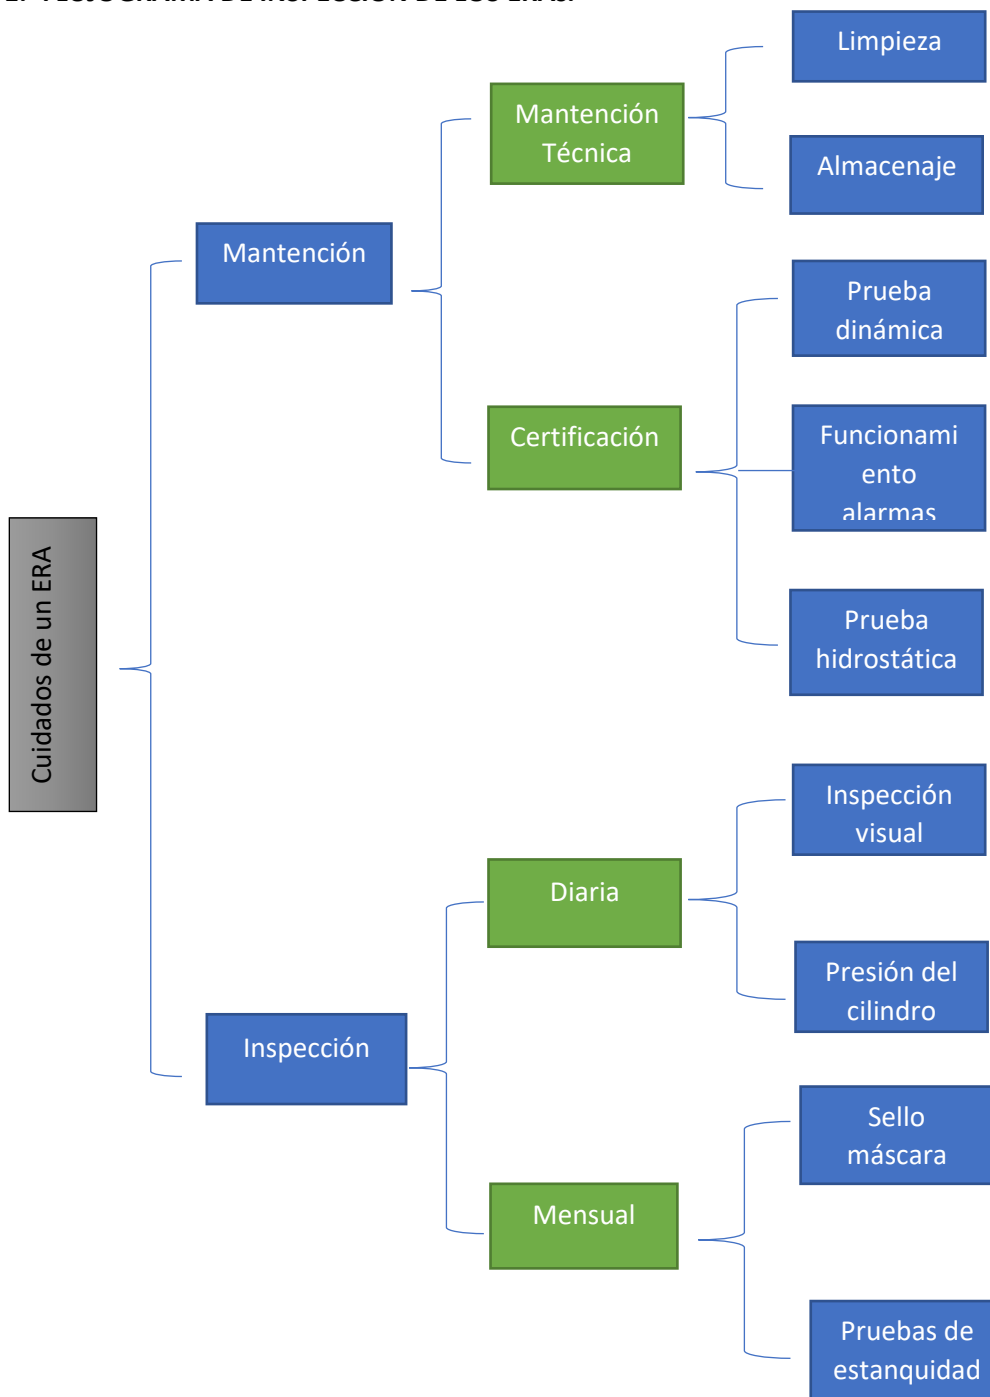 Limpieza
Mantención
Técnica
Almacenaje
Mantención
Prueba
dinámica
Certificación
Funcionami
ento
alarmas
Cuidados de un ERA
Prueba
hidrostática
Inspección
visual
Diaria
Presión del
cilindro
Inspección
Sello
máscara
Mensual
Pruebas de
estanquidad